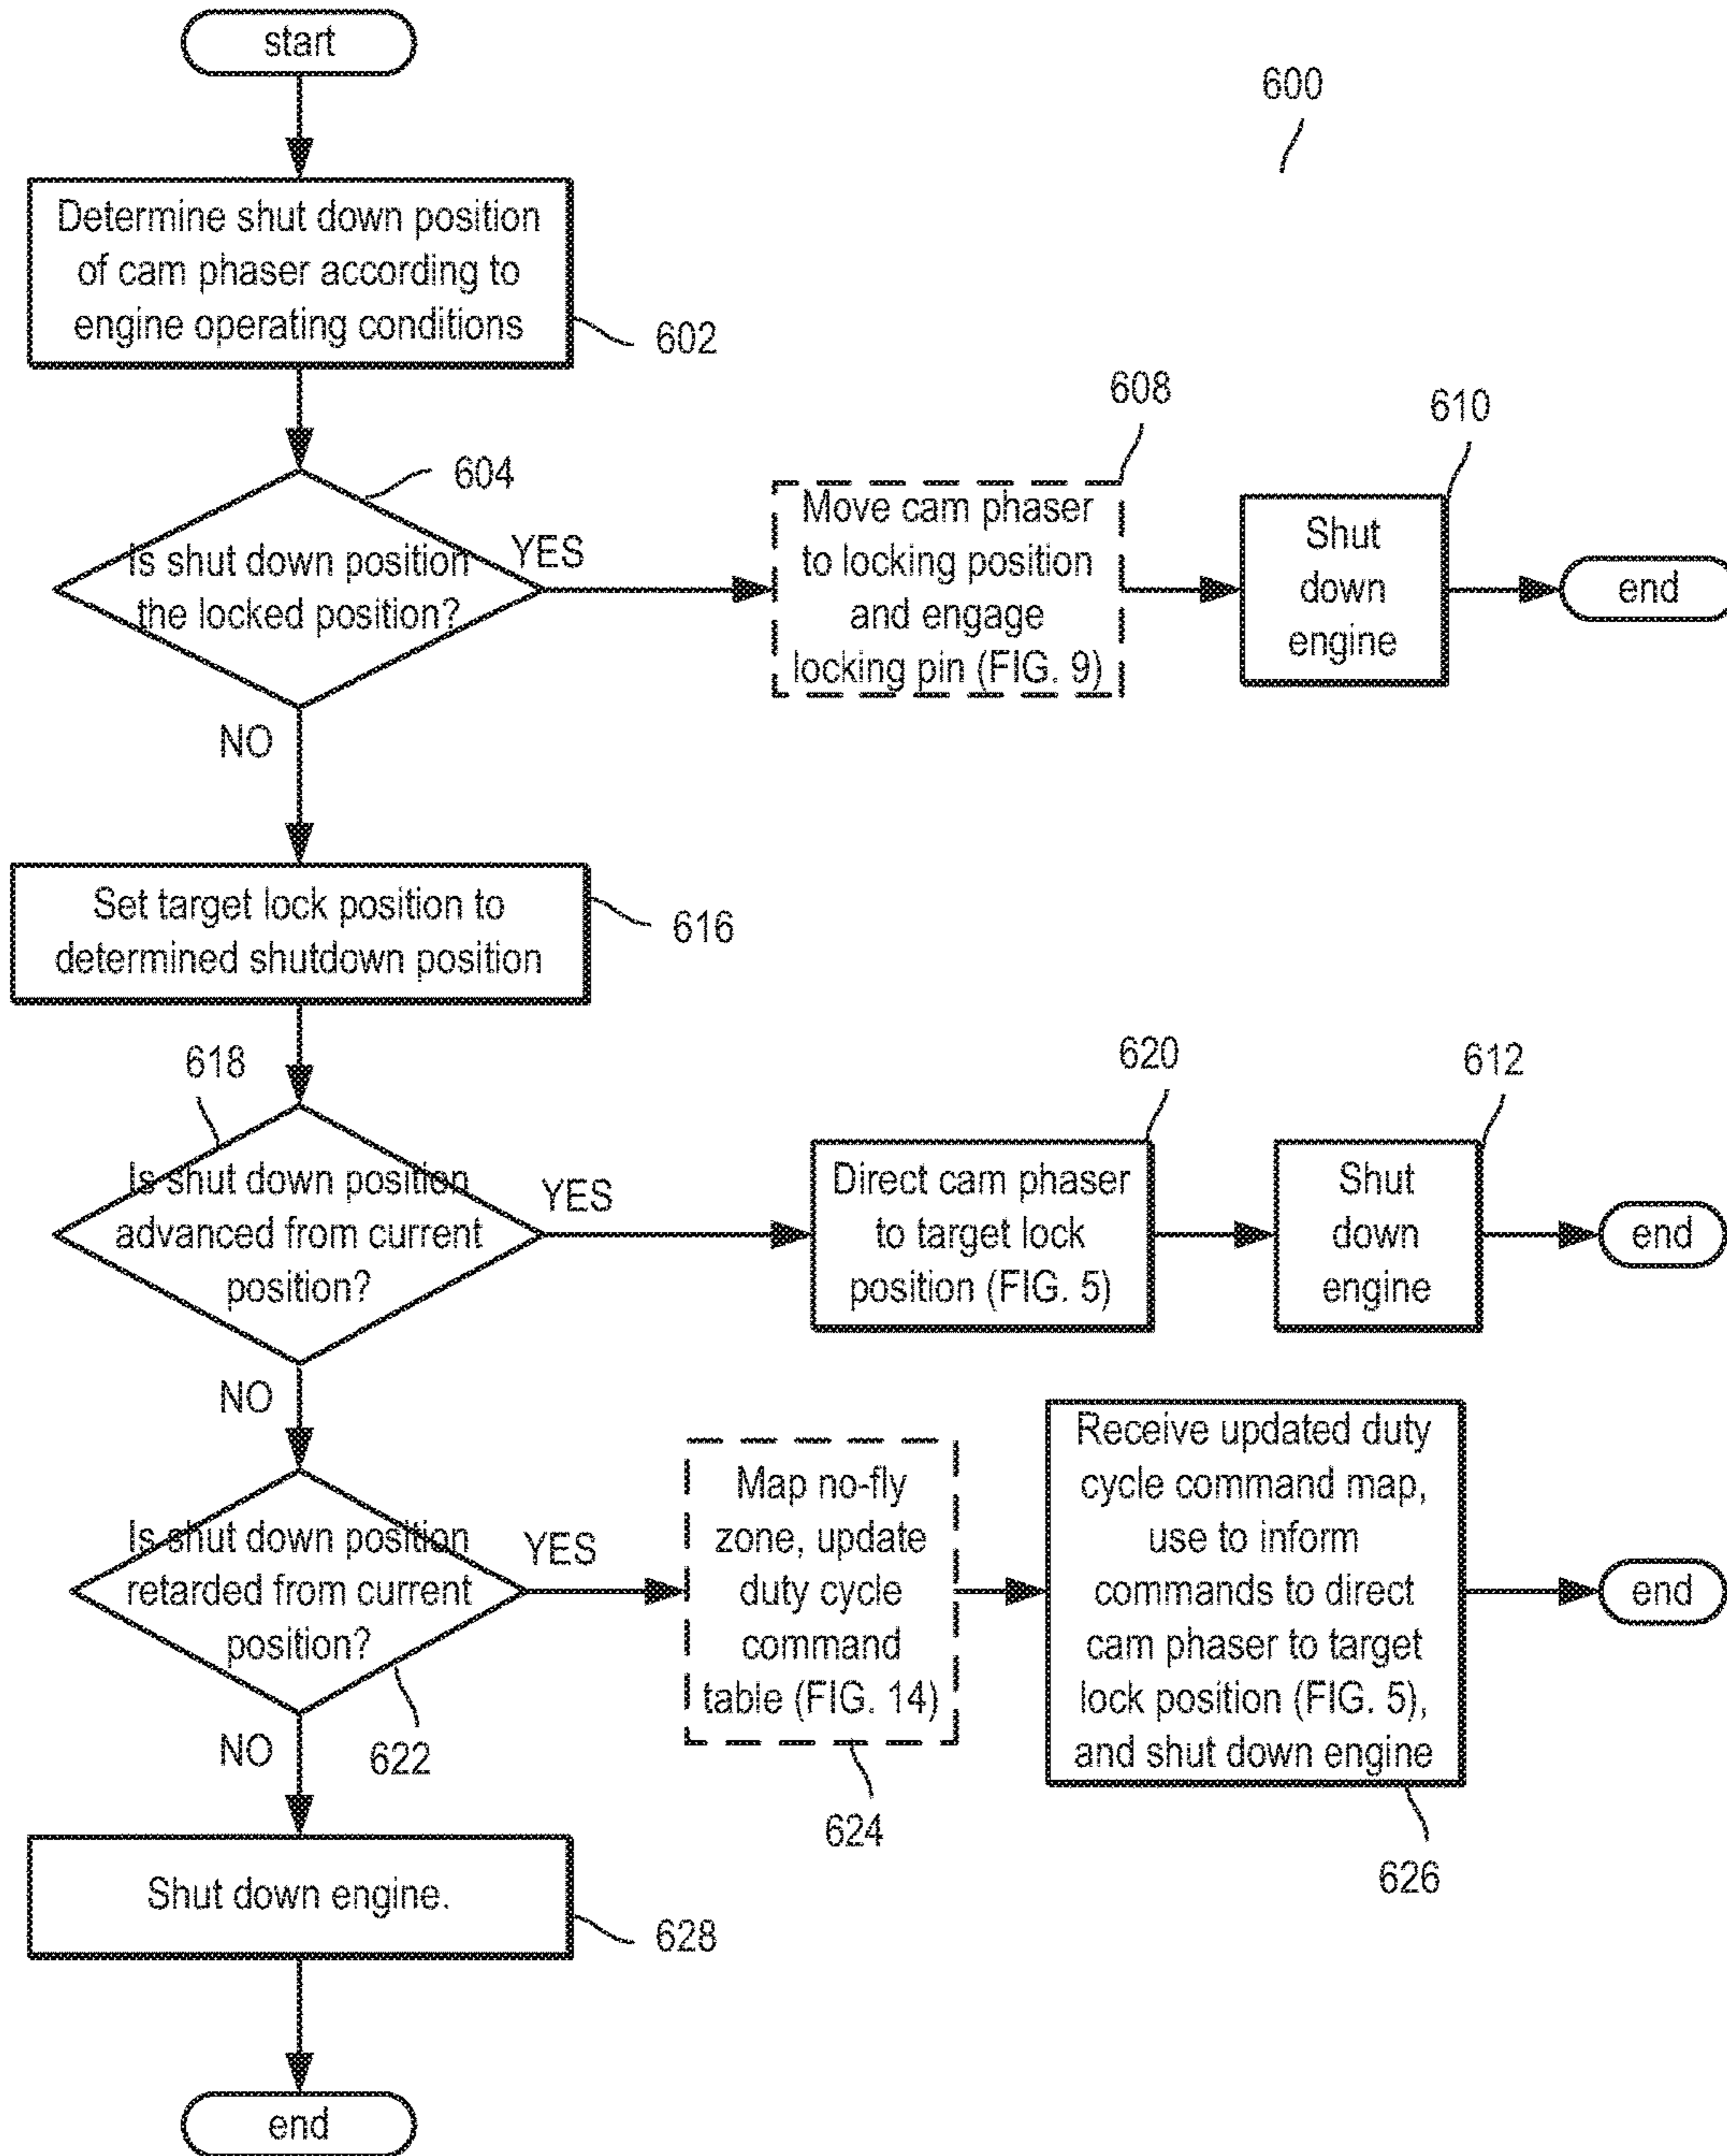 start
600
Determine shut down position
of cam phaser according to
engine operating conditions
602
604
Is shut down position
the locked position?
YES
608
Move cam phaser
to locking position
and engage
locking pin (FIG. 9)
610
Shut
down
engine
end
NO
Set target lock position to
determined shutdown position
616
618
Is shut down position
advanced from current
position?
YES
620
Direct cam phaser
to target lock
position (FIG. 5)
612
Shut
down
engine
end
NO
Is shut down position
retarded from current
position?
622
YES
Map no-fly
zone, update
duty cycle
command
table (FIG. 14)
624
Receive updated duty
cycle command map,
use to inform
commands to direct
cam phaser to target
lock position (FIG. 5),
and shut down engine
626
end
NO
Shut down engine.
628
end